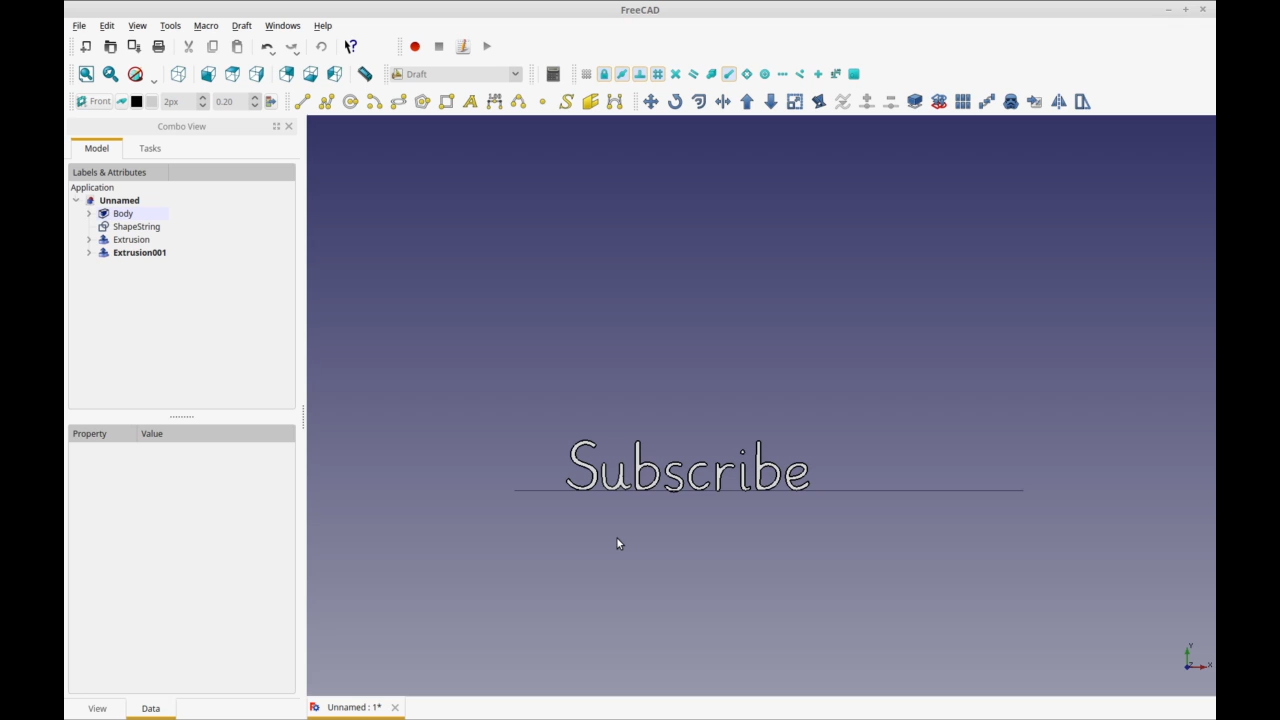 FreeCAD
File Edit View Tools Macro Draft Windows Help
Draft
Front 2px 0.20
Combo View
Model Tasks
Labels & Attributes
Application
Unnamed
Body
ShapeString
Extrusion
Extrusion001
Subscribe
Property Value
Y
X
View Data
Unnamed : 1*